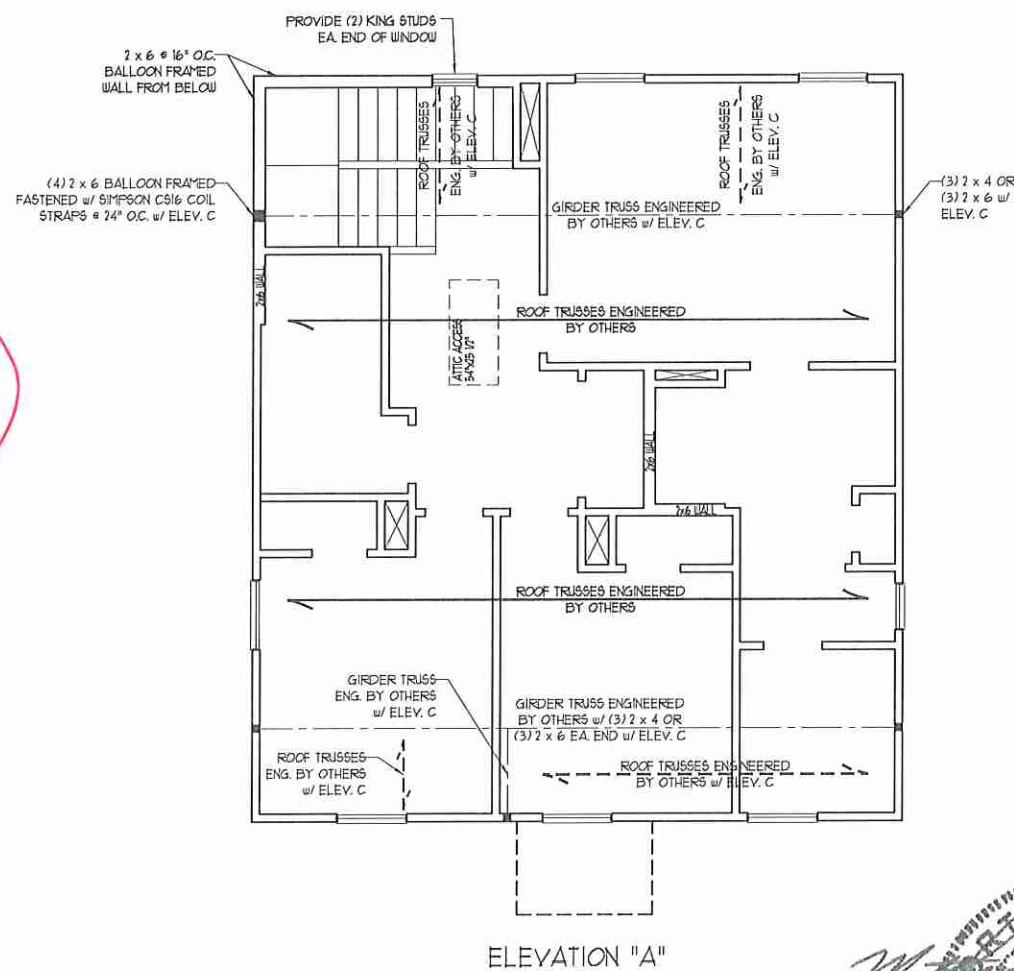 PROVIDE (2) KING STUDS
EA. END OF WINDOW
2 x 6 @ 16" O.C.
BALLOON FRAMED
WALL FROM BELOW
ROOF TRUSSES
ENG. BY OTHERS
w/ ELEV. C
ROOF TRUSSES
ENG. BY OTHERS
w/ ELEV. C
(4) 2 x 6 BALLOON FRAMED
FASTENED w/ SIMPSON CS16 COIL
STRAPS @ 24" O.C. w/ ELEV. C
(3) 2 x 4 OR
(3) 2 x 6 w/
ELEV. C
GIRDER TRUSS ENGINEERED
BY OTHERS w/ ELEV. C
2x6 WALL
ROOF TRUSSES ENGINEERED
BY OTHERS
ATTIC ACCESS
54"x25 1/2"
2x6 WALL
2x6 WALL
ROOF TRUSSES ENGINEERED
BY OTHERS
GIRDER TRUSS
ENG. BY OTHERS
w/ ELEV. C
GIRDER TRUSS ENGINEERED
BY OTHERS w/ (3) 2 x 4 OR
(3) 2 x 6 EA. END w/ ELEV. C
ROOF TRUSSES
ENG. BY OTHERS
w/ ELEV. C
ROOF TRUSSES ENGINEERED
BY OTHERS w/ ELEV. C
ELEVATION "A"